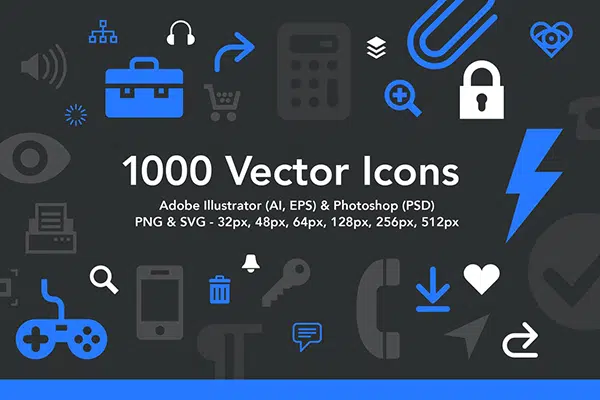 1000 Vector Icons
Adobe Illustrator (AI, EPS) & Photoshop (PSD)
PNG & SVG - 32px, 48px, 64px, 128px, 256px, 512px